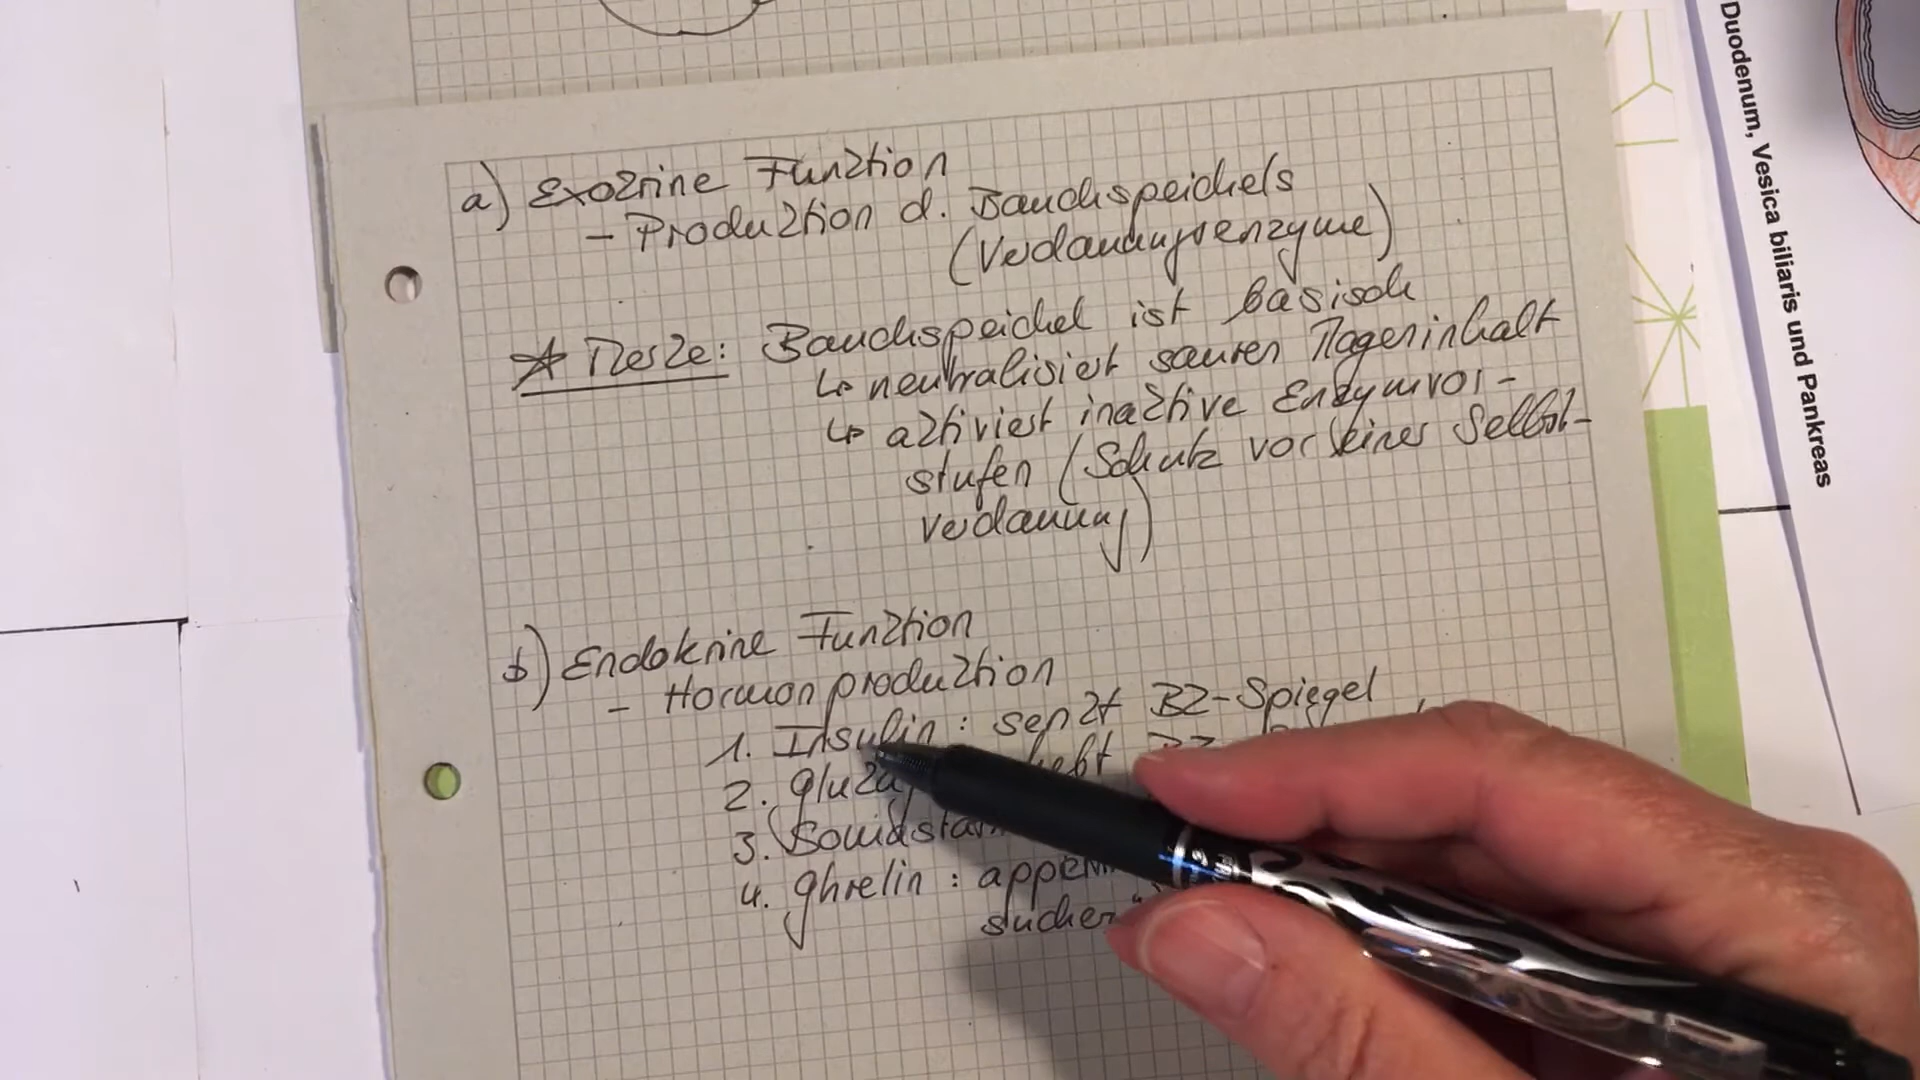 a) Exokrine Funktion
- Produktion d. Bauchspeichels
(Verdauungsenzyme)
* Merke: Bauchspeichel ist basisch
↳ neutralisiert sauren Mageninhalt
↳ aktiviert inaktive Enzymvor-
stufen (Schutz vor einer Selbst-
verdauung)
b) Endokrine Funktion
- Hormonproduktion
1. Insulin: senkt BZ-Spiegel
2. hebt BZ
3.
4. Ghrelin:
Duodenum, Vesica biliaris und Pankreas